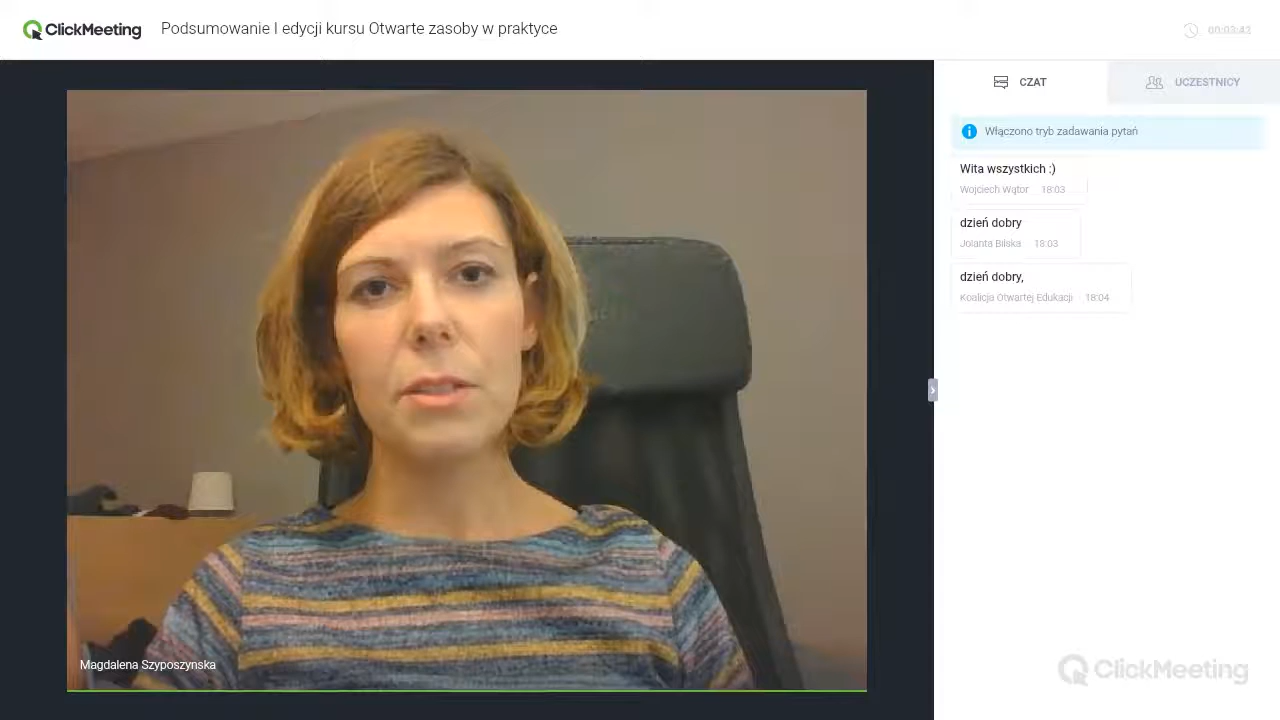 ClickMeeting
Podsumowanie I edycji kursu Otwarte zasoby w praktyce
00:03:43
CZAT
UCZESTNICY
Włączono tryb zadawania pytań
Wita wszystkich :)
Wojciech Wątor 18:03
dzień dobry
Jolanta Bilska 18:03
dzień dobry,
Koalicja Otwartej Edukacji 18:04
Magdalena Szyposzynska
ClickMeeting